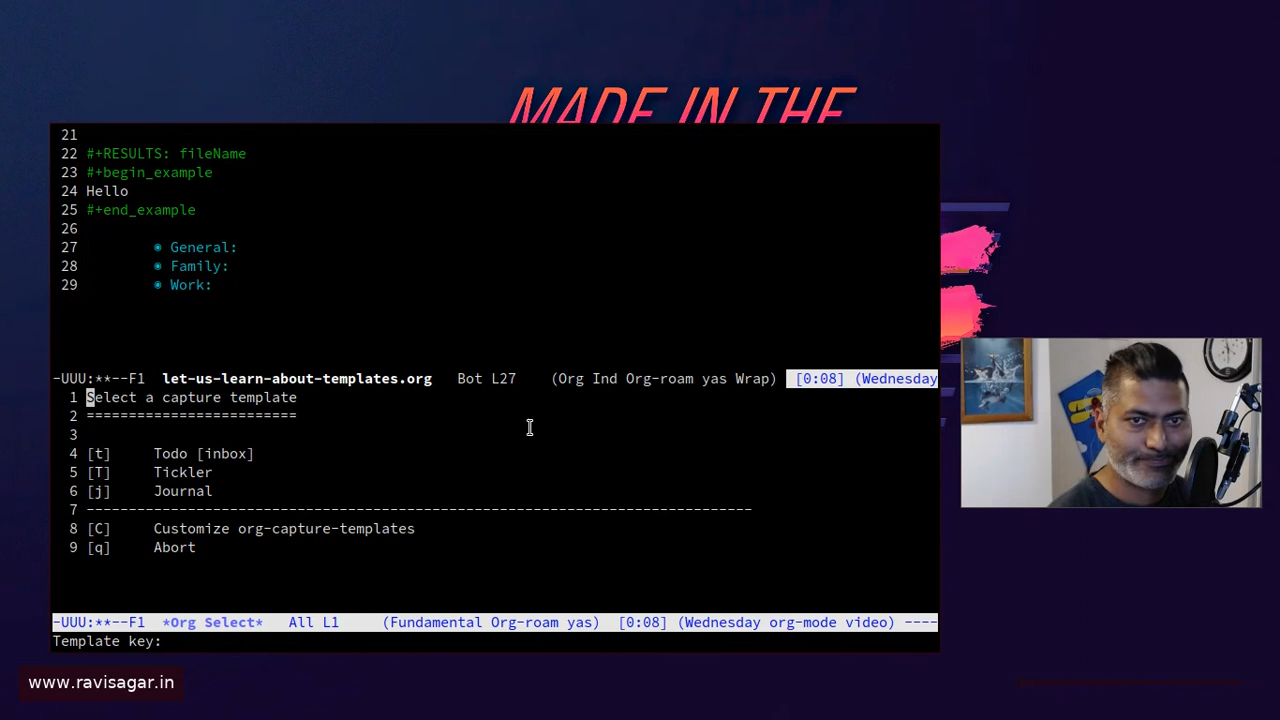 MADE IN THE
21
22 #+RESULTS: fileName
23 #+begin_example
24 Hello
25 #+end_example
26
27 ◉ General:
28 ◉ Family:
29 ◉ Work:
-UUU:**--F1 let-us-learn-about-templates.org Bot L27 (Org Ind Org-roam yas Wrap) [0:08] (Wednesday
1 Select a capture template
2 =========================
3
4 [t] Todo [inbox]
5 [T] Tickler
6 [j] Journal
7 -------------------------------------------------------------------------------
8 [C] Customize org-capture-templates
9 [q] Abort
-UUU:**--F1 *Org Select* All L1 (Fundamental Org-roam yas) [0:08] (Wednesday org-mode video) ----
Template key:
www.ravisagar.in